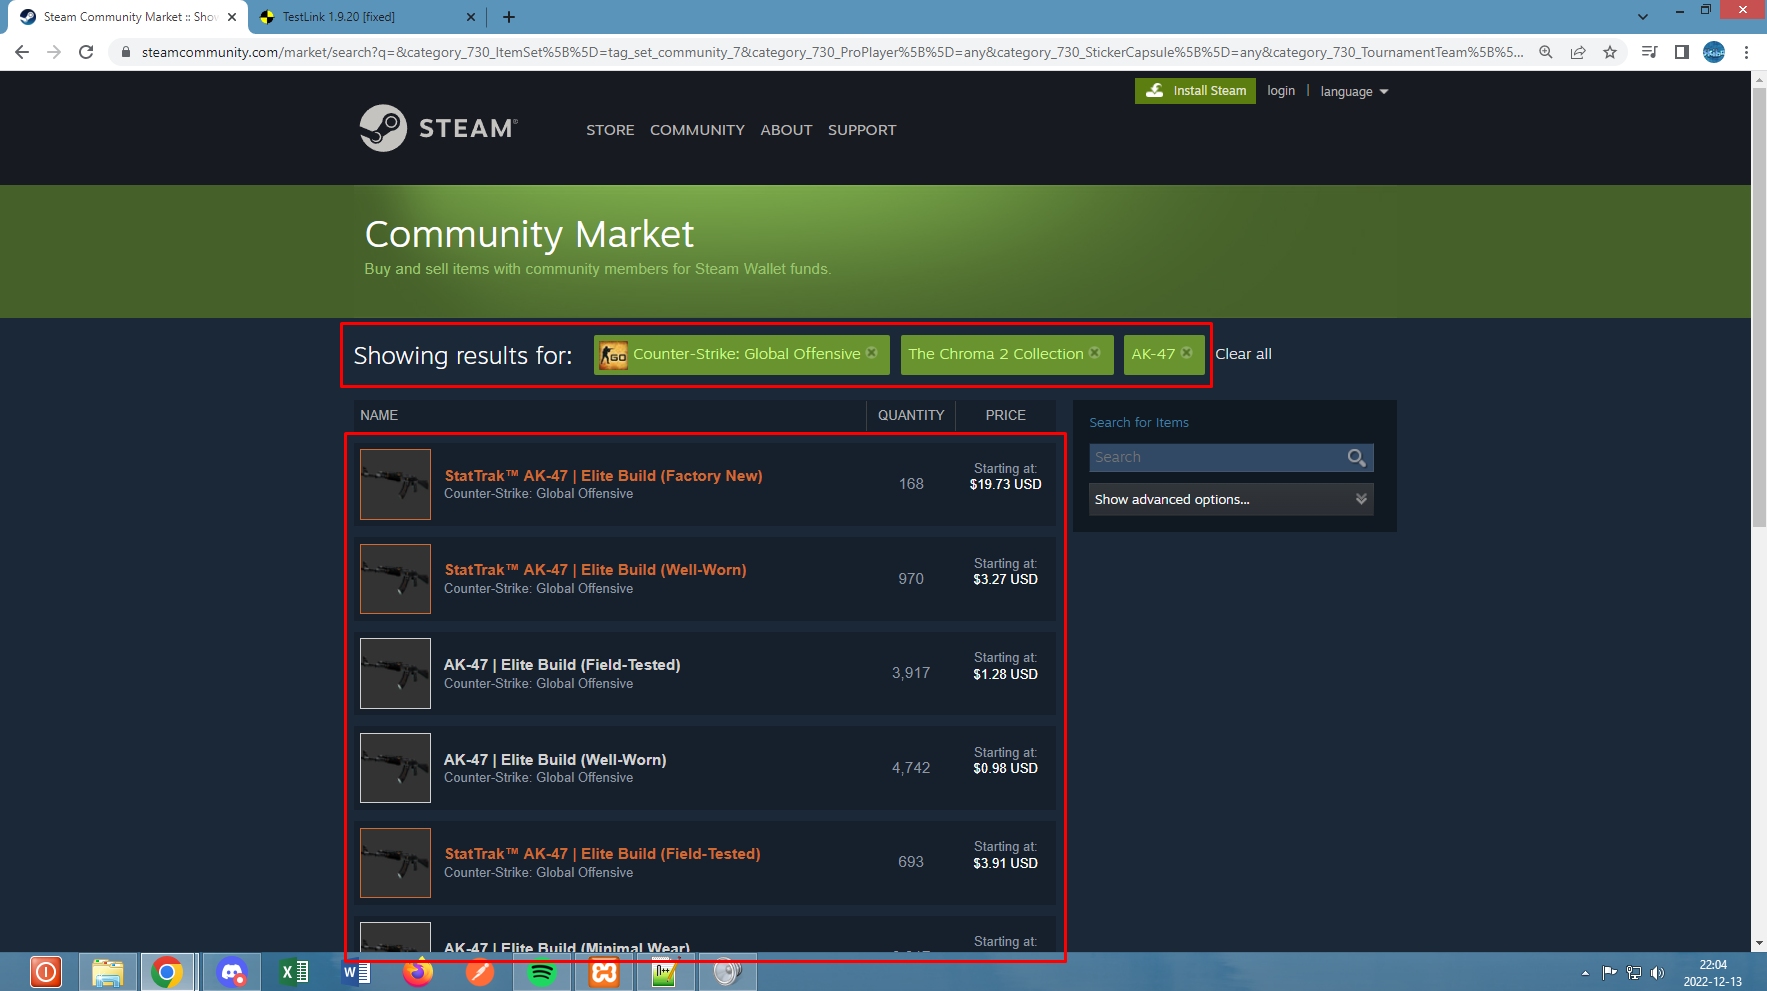 Steam Community Market :: Show
TestLink 1.9.20 [fixed]
steamcommunity.com/market/search?q=&category_730_ItemSet%5B%5D=tag_set_community_7&category_730_ProPlayer%5B%5D=any&category_730_StickerCapsule%5B%5D=any&category_730_TournamentTeam%5B%5...
Install Steam
login | language
STEAM®
STORE COMMUNITY ABOUT SUPPORT
Community Market
Buy and sell items with community members for Steam Wallet funds.
Showing results for: GO Counter-Strike: Global Offensive The Chroma 2 Collection AK-47 Clear all
NAME QUANTITY PRICE
StatTrak™ AK-47 | Elite Build (Factory New)
Counter-Strike: Global Offensive
168
Starting at:
$19.73 USD
StatTrak™ AK-47 | Elite Build (Well-Worn)
Counter-Strike: Global Offensive
970
Starting at:
$3.27 USD
AK-47 | Elite Build (Field-Tested)
Counter-Strike: Global Offensive
3,917
Starting at:
$1.28 USD
AK-47 | Elite Build (Well-Worn)
Counter-Strike: Global Offensive
4,742
Starting at:
$0.98 USD
StatTrak™ AK-47 | Elite Build (Field-Tested)
Counter-Strike: Global Offensive
693
Starting at:
$3.91 USD
AK-47 | Elite Build (Minimal Wear)
Starting at:
Search for Items
Search
Show advanced options...
22:04
2022-12-13